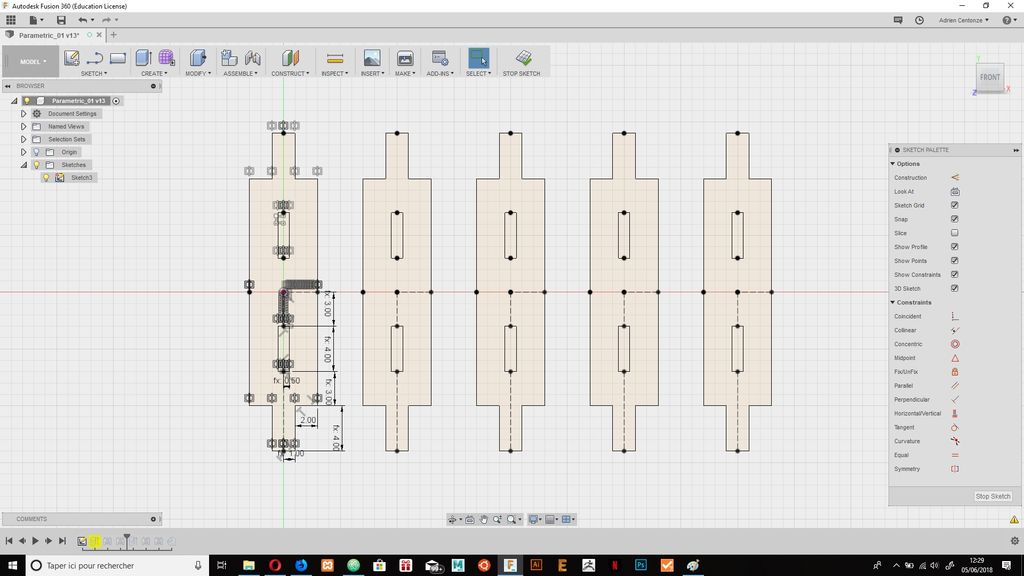 Autodesk Fusion 360 (Education License)
Adrien Centonze
Parametric_01 v13*
MODEL
SKETCH CREATE MODIFY ASSEMBLE CONSTRUCT INSPECT INSERT MAKE ADD-INS SELECT STOP SKETCH
BROWSER
Parametric_01 v13
Document Settings
Named Views
Selection Sets
Origin
Sketches
Sketch3
FRONT
Y
X
Z
SKETCH PALETTE
Options
Construction
Look At
Sketch Grid
Snap
Slice
Show Profile
Show Points
Show Constraints
3D Sketch
Constraints
Coincident
Collinear
Concentric
Midpoint
Fix/UnFix
Parallel
Perpendicular
Horizontal/Vertical
Tangent
Curvature
Equal
Symmetry
Stop Sketch
fx: 3.00
fx: 4.00
fx: 0.50
fx: 3.00
2.00
fx: 4.00
1.00
COMMENTS
Taper ici pour rechercher
12:29
05/06/2018